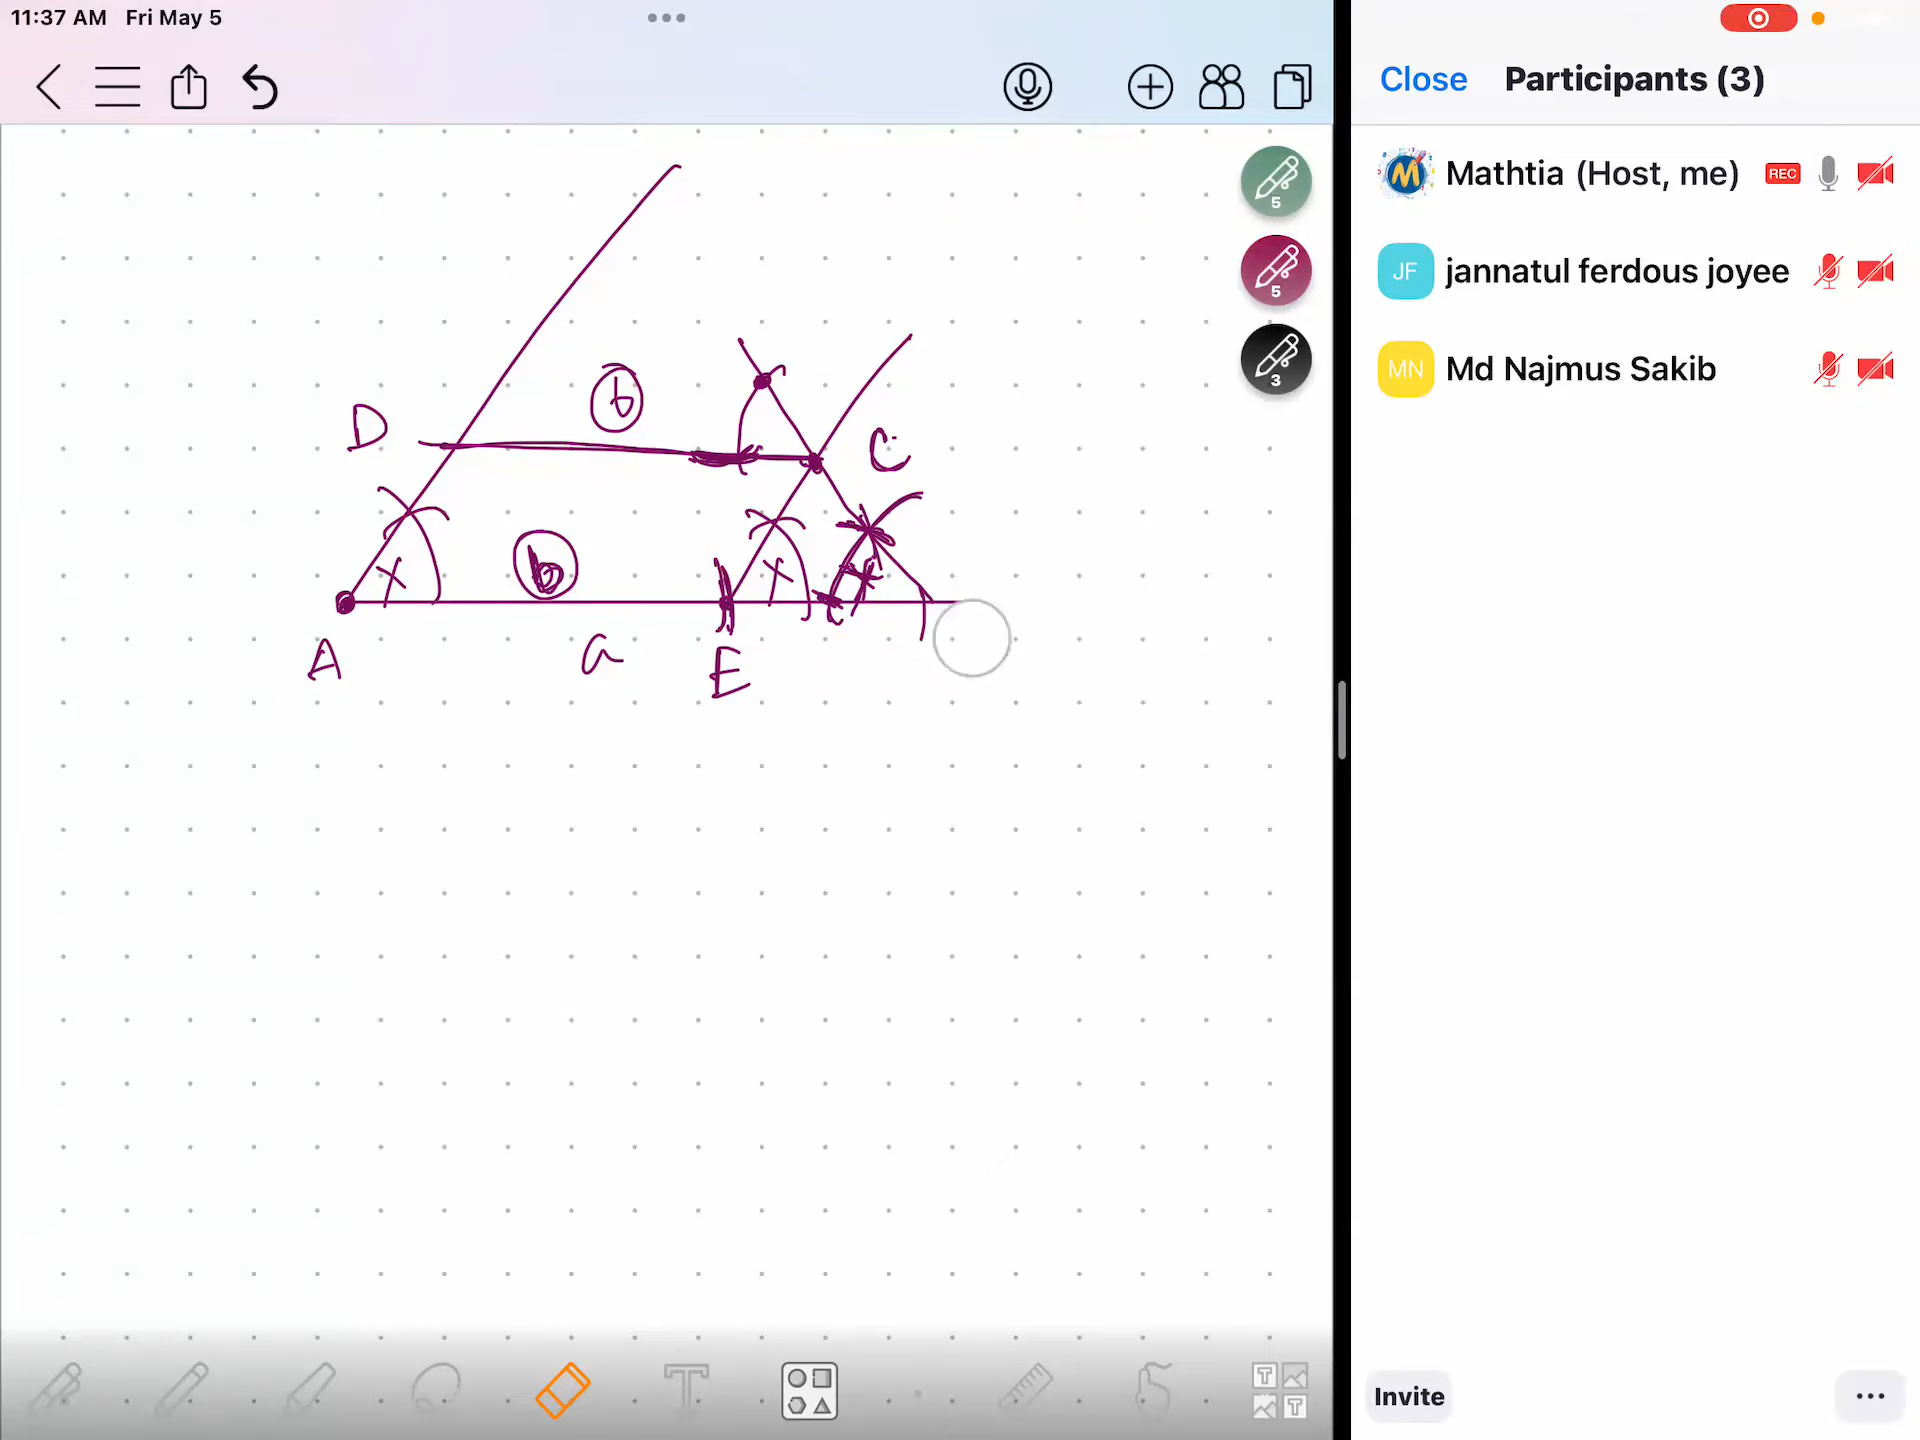 11:37 AM Fri May 5
Close Participants (3)
M Mathtia (Host, me) REC
JF jannatul ferdous joyee
MN Md Najmus Sakib
5
5
3
b
D
C
x
b
x
x
A
a
E
T
T
T
Invite